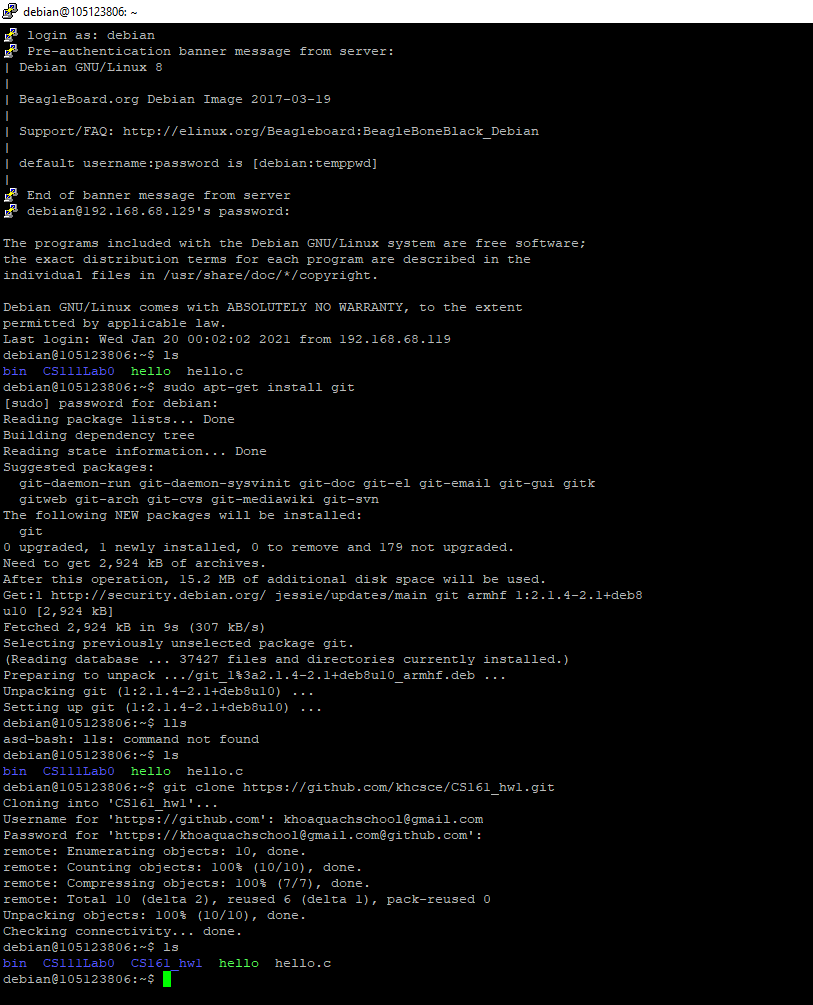 debian@105123806: ~
login as: debian
Pre-authentication banner message from server:
| Debian GNU/Linux 8
|
| BeagleBoard.org Debian Image 2017-03-19
|
| Support/FAQ: http://elinux.org/Beagleboard:BeagleBoneBlack_Debian
|
| default username:password is [debian:temppwd]
|
End of banner message from server
debian@192.168.68.129's password:

The programs included with the Debian GNU/Linux system are free software;
the exact distribution terms for each program are described in the
individual files in /usr/share/doc/*/copyright.

Debian GNU/Linux comes with ABSOLUTELY NO WARRANTY, to the extent
permitted by applicable law.
Last login: Wed Jan 20 00:02:02 2021 from 192.168.68.119
debian@105123806:~$ ls
bin  CS111Lab0  hello  hello.c
debian@105123806:~$ sudo apt-get install git
[sudo] password for debian:
Reading package lists... Done
Building dependency tree
Reading state information... Done
Suggested packages:
  git-daemon-run git-daemon-sysvinit git-doc git-el git-email git-gui gitk
  gitweb git-arch git-cvs git-mediawiki git-svn
The following NEW packages will be installed:
  git
0 upgraded, 1 newly installed, 0 to remove and 179 not upgraded.
Need to get 2,924 kB of archives.
After this operation, 15.2 MB of additional disk space will be used.
Get:1 http://security.debian.org/ jessie/updates/main git armhf 1:2.1.4-2.1+deb8
u10 [2,924 kB]
Fetched 2,924 kB in 9s (307 kB/s)
Selecting previously unselected package git.
(Reading database ... 37427 files and directories currently installed.)
Preparing to unpack .../git_1%3a2.1.4-2.1+deb8u10_armhf.deb ...
Unpacking git (1:2.1.4-2.1+deb8u10) ...
Setting up git (1:2.1.4-2.1+deb8u10) ...
debian@105123806:~$ lls
asd-bash: lls: command not found
debian@105123806:~$ ls
bin  CS111Lab0  hello  hello.c
debian@105123806:~$ git clone https://github.com/khcsce/CS161_hw1.git
Cloning into 'CS161_hw1'...
Username for 'https://github.com': khoaquachschool@gmail.com
Password for 'https://khoaquachschool@gmail.com@github.com':
remote: Enumerating objects: 10, done.
remote: Counting objects: 100% (10/10), done.
remote: Compressing objects: 100% (7/7), done.
remote: Total 10 (delta 2), reused 6 (delta 1), pack-reused 0
Unpacking objects: 100% (10/10), done.
Checking connectivity... done.
debian@105123806:~$ ls
bin  CS111Lab0  CS161_hw1  hello  hello.c
debian@105123806:~$